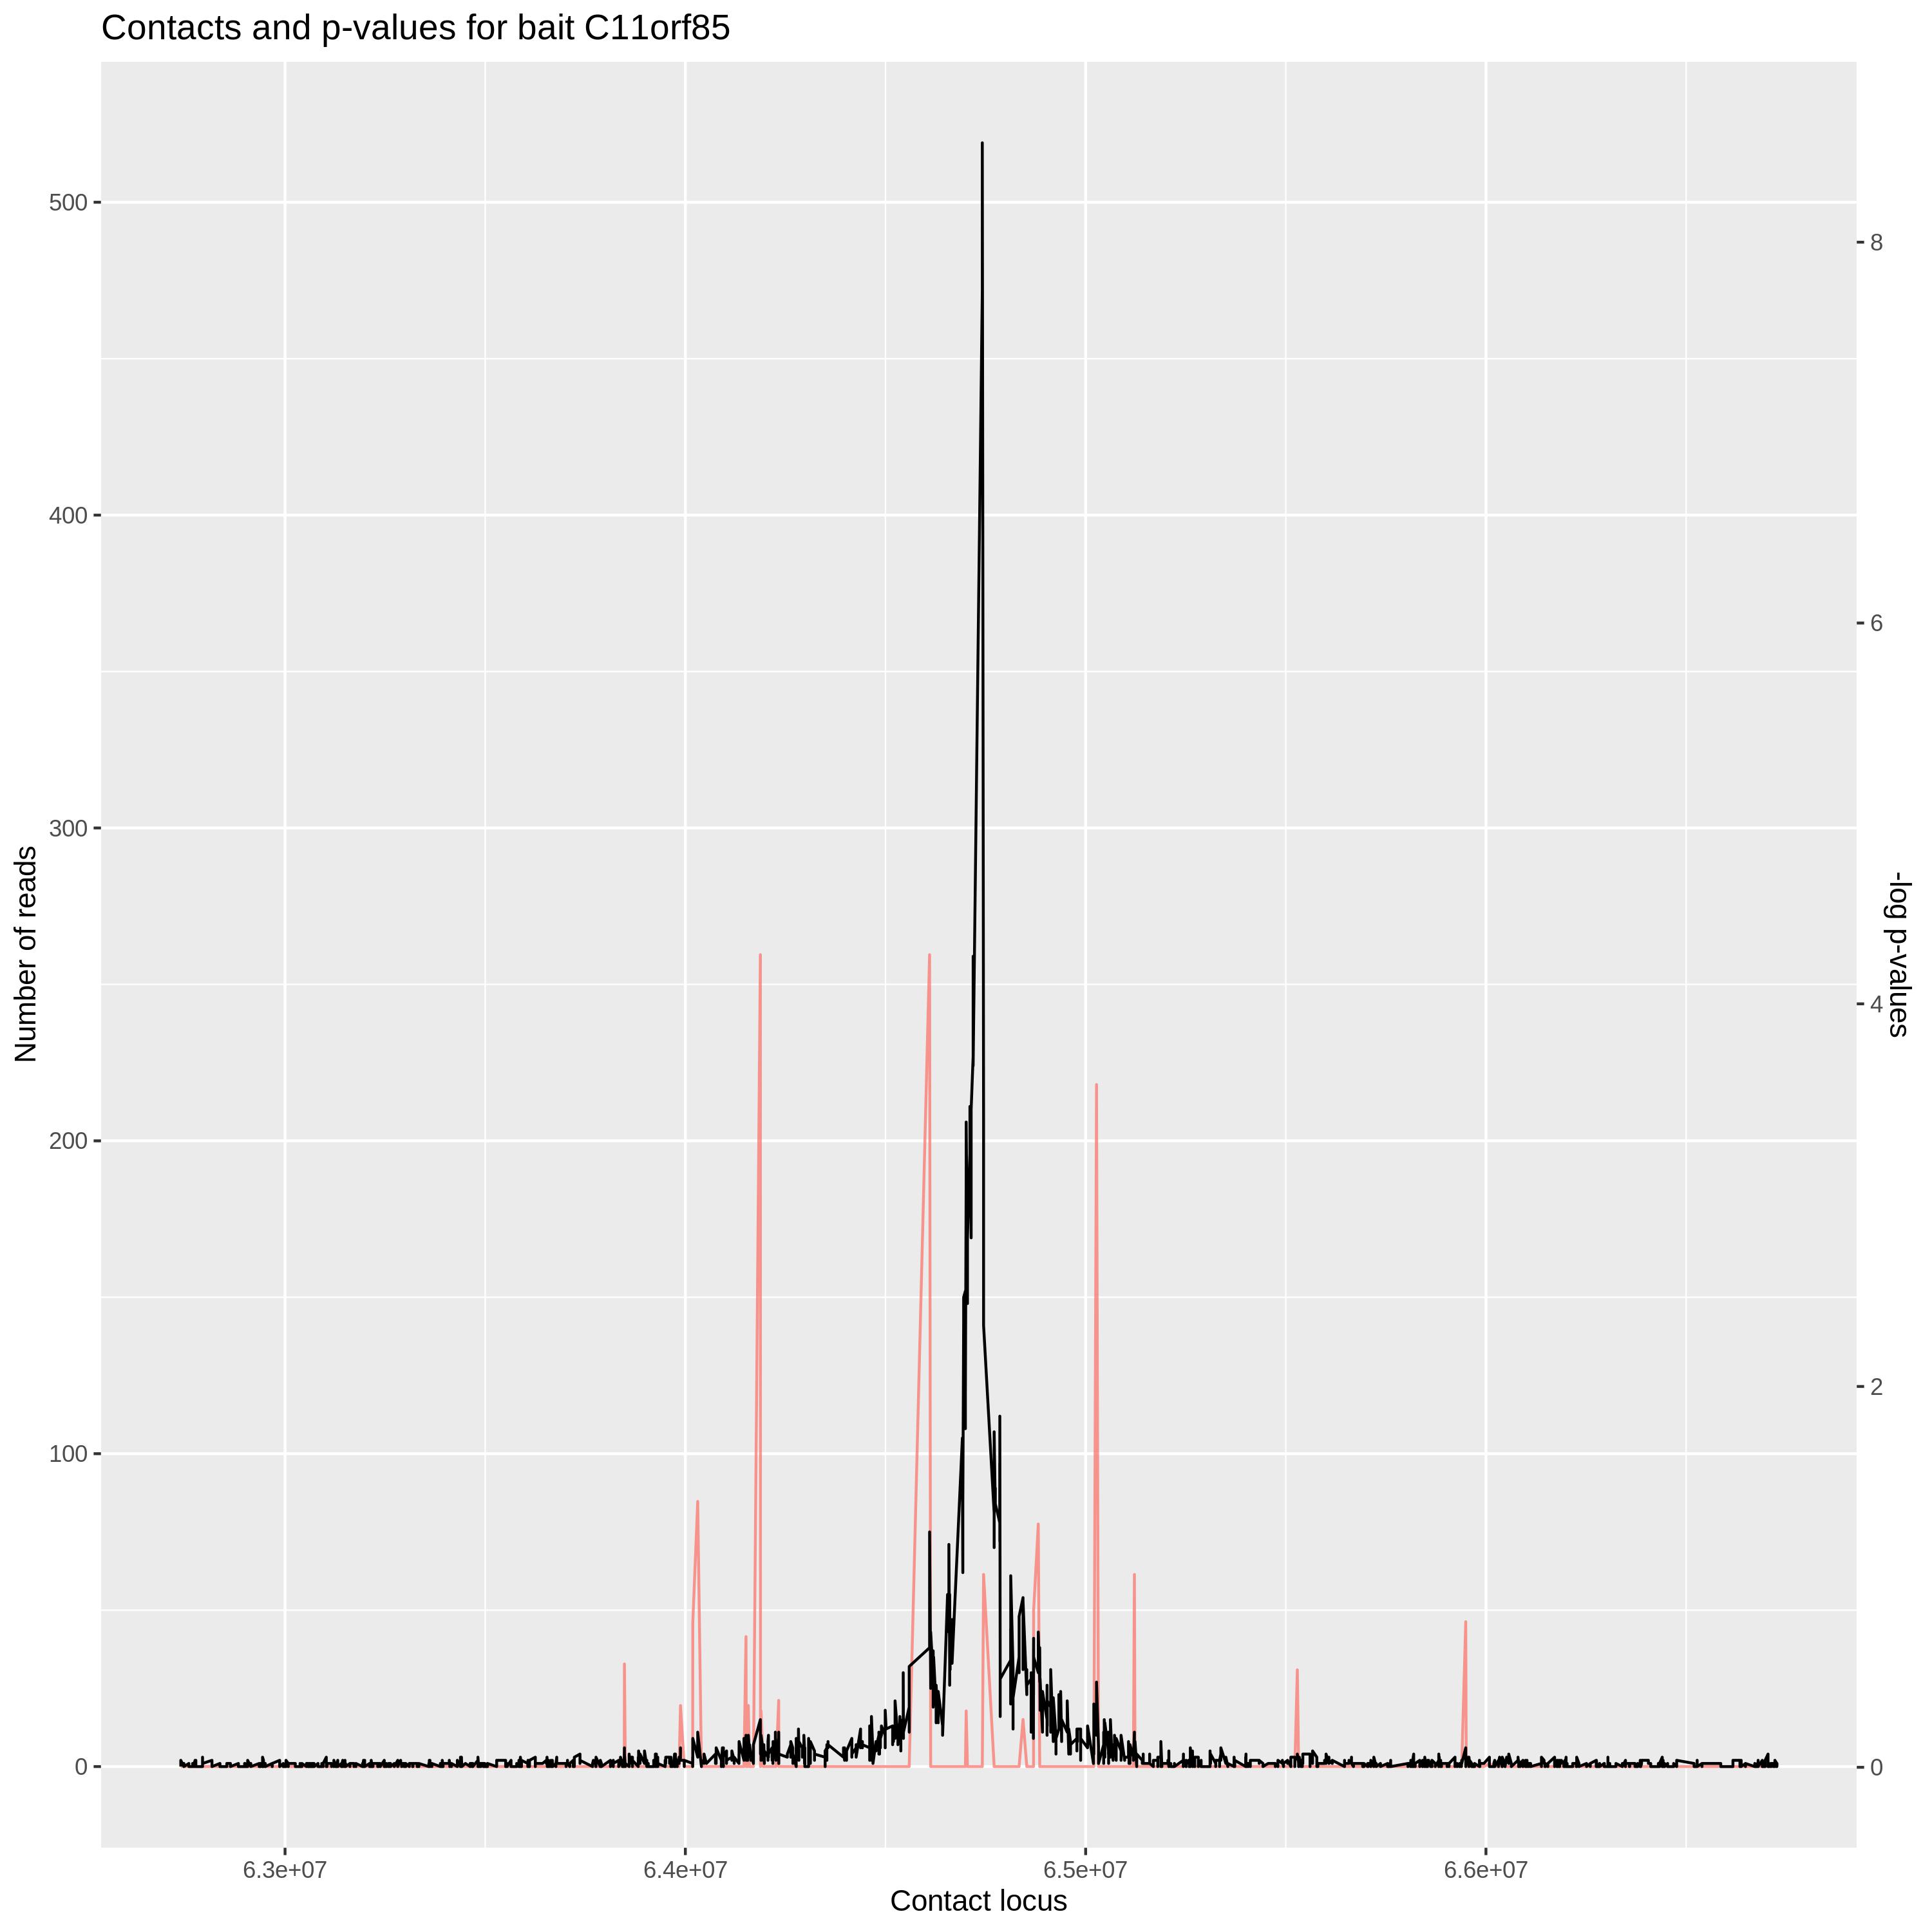 Contacts and p-values for bait C11orf85
500
400
300
200
100
0
Number of reads
8
6
4
2
0
-log p-values
6.3e+07 6.4e+07 6.5e+07 6.6e+07
Contact locus